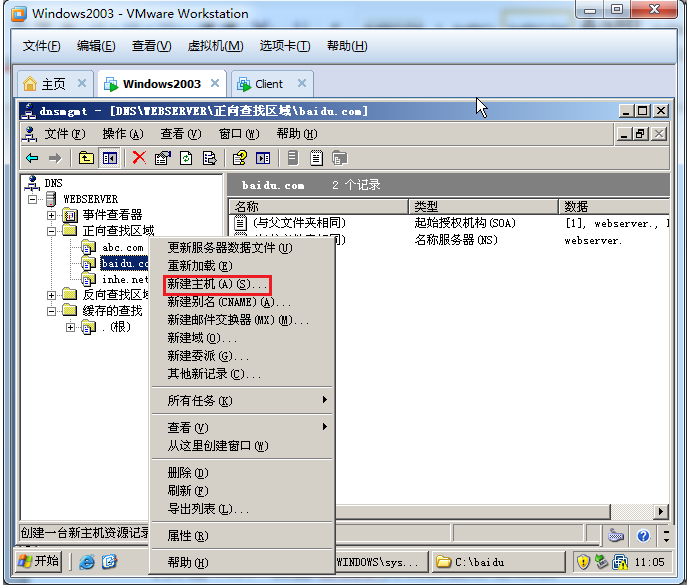 Windows2003 - VMware Workstation
文件(F) 编辑(E) 查看(V) 虚拟机(M) 选项卡(T) 帮助(H)
主页 Windows2003 Client
dnsmgmt - [DNS\WEBSERVER\正向查找区域\baidu.com]
文件(F) 操作(A) 查看(V) 窗口(W) 帮助(H)
DNS
WEBSERVER
事件查看器
正向查找区域
abc.com
baidu.co
inhe.net
反向查找区域
缓存的查找
.(根)
baidu.com 2 个记录
名称 类型 数据
(与父文件夹相同) 起始授权机构(SOA) [1], webserver.,
名称服务器(NS) webserver.
更新服务器数据文件(U)
重新加载(E)
新建主机(A)(S)...
新建别名(CNAME)(A)...
新建邮件交换器(MX)(M)...
新建域(O)...
新建委派(G)...
其他新记录(C)...
所有任务(K)
查看(V)
从这里创建窗口(W)
删除(D)
刷新(F)
导出列表(L)...
属性(R)
帮助(H)
创建一台新主机资源记录
开始 WINDOWS\sys... C:\baidu 11:05